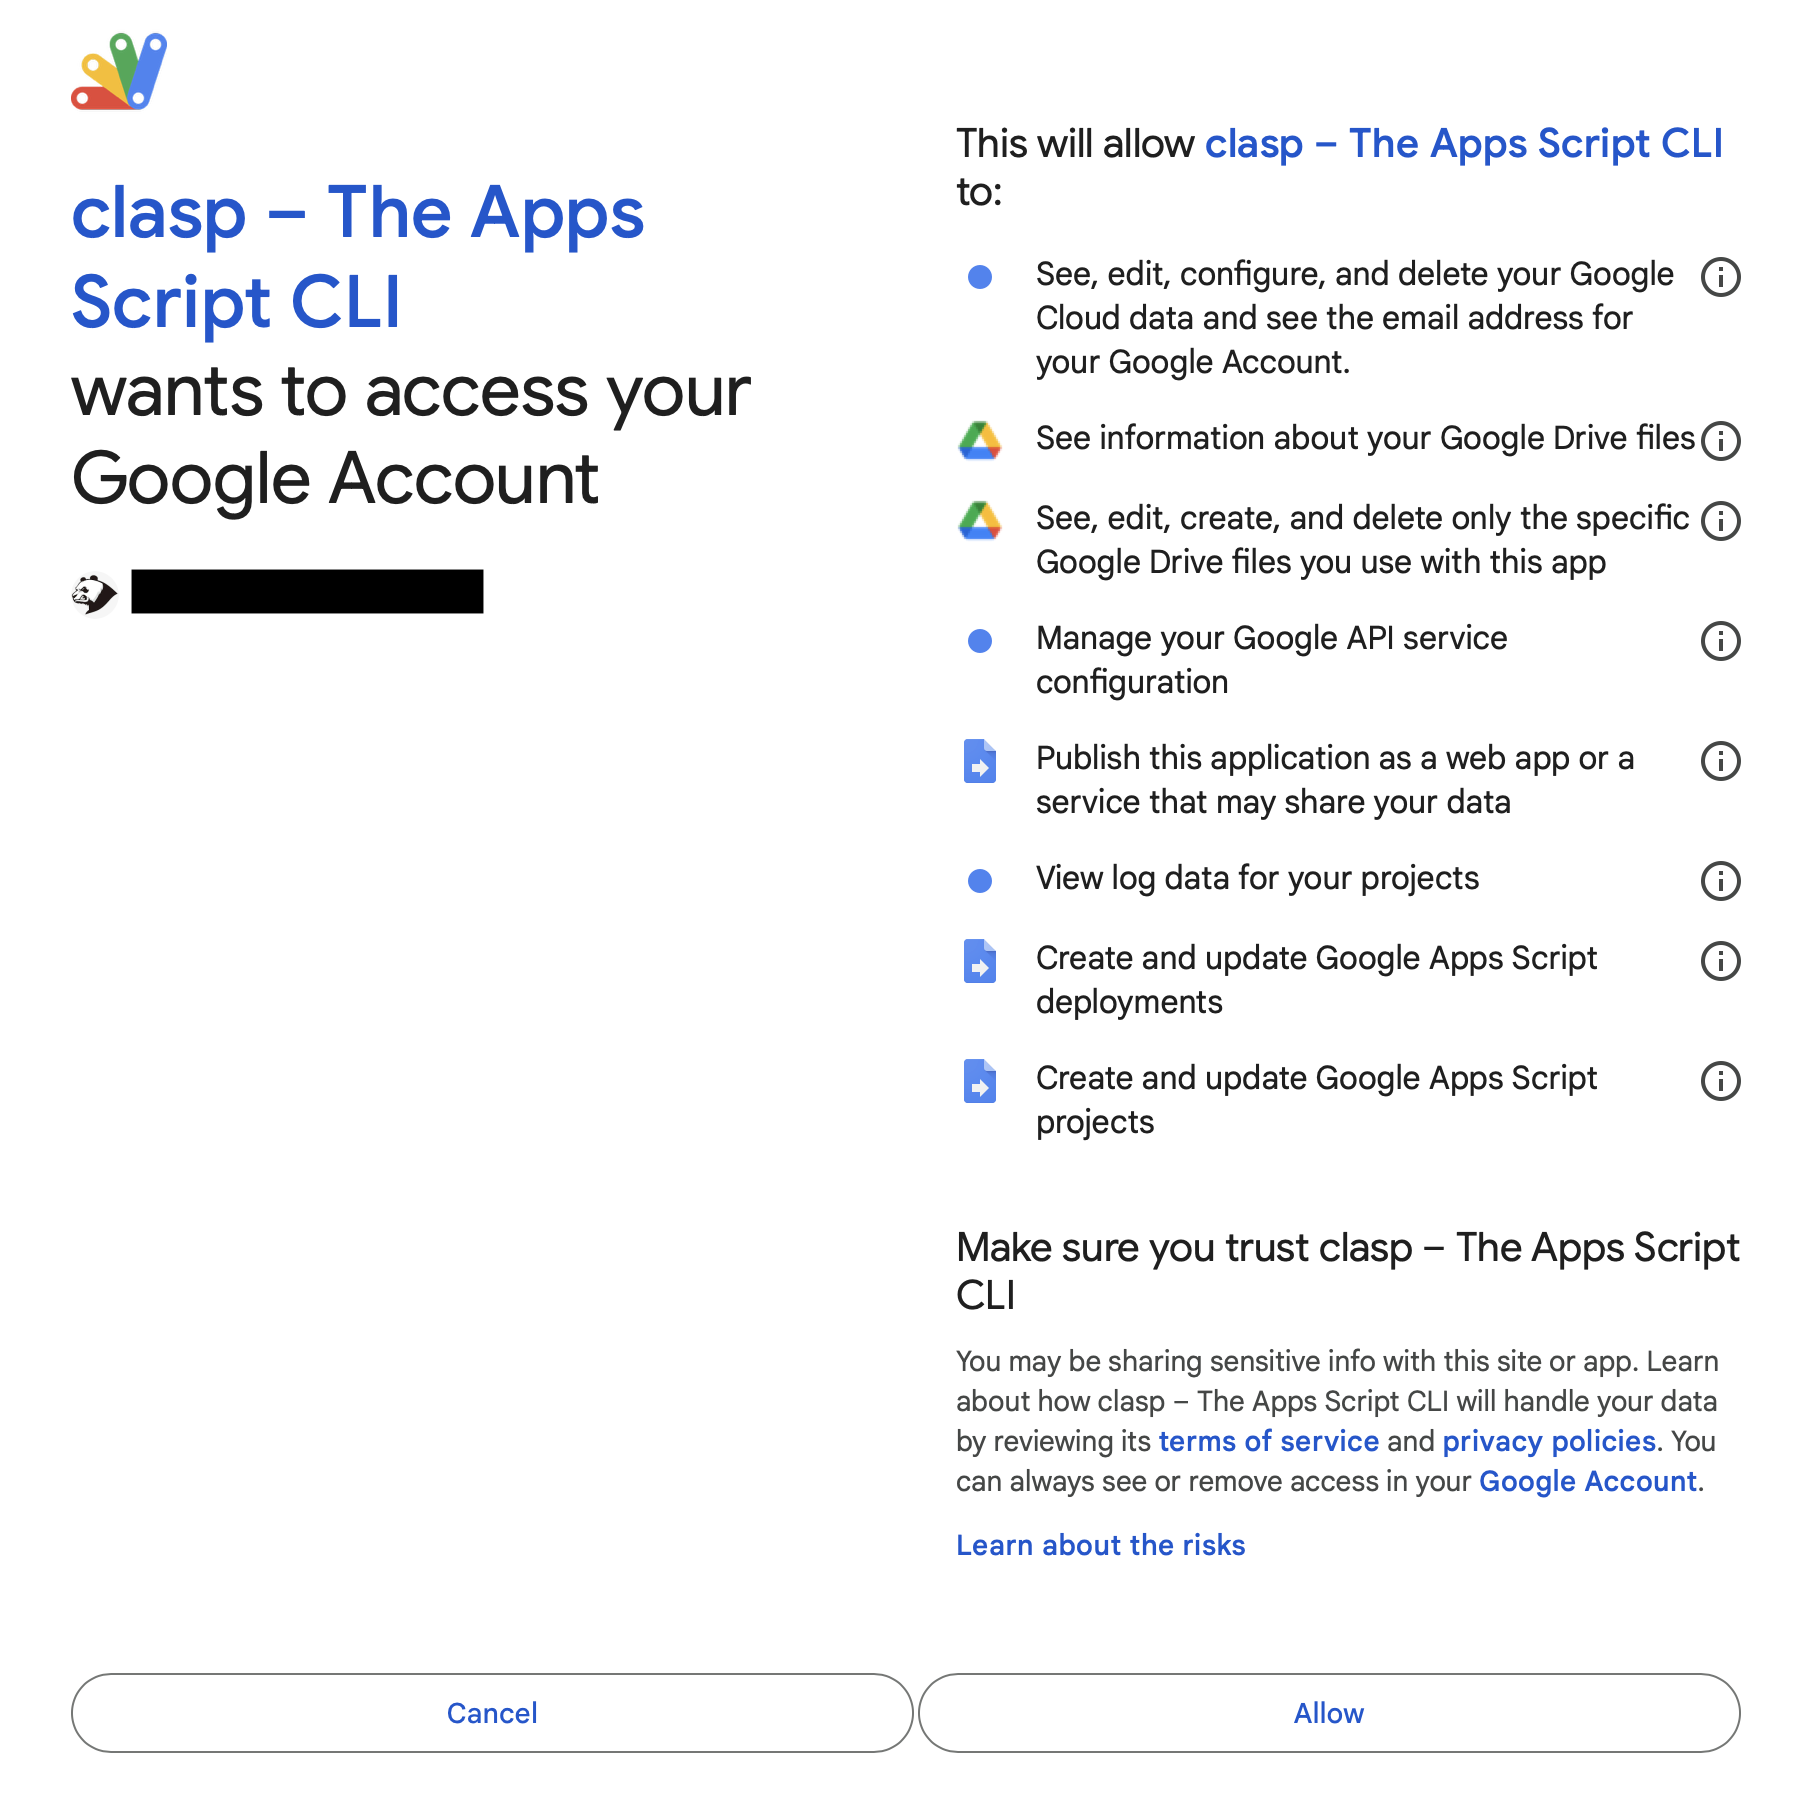 clasp – The Apps
Script CLI
wants to access your
Google Account
This will allow clasp – The Apps Script CLI
to:
See, edit, configure, and delete your Google
Cloud data and see the email address for
your Google Account.
See information about your Google Drive files
See, edit, create, and delete only the specific
Google Drive files you use with this app
Manage your Google API service
configuration
Publish this application as a web app or a
service that may share your data
View log data for your projects
Create and update Google Apps Script
deployments
Create and update Google Apps Script
projects
Make sure you trust clasp – The Apps Script
CLI
You may be sharing sensitive info with this site or app. Learn
about how clasp – The Apps Script CLI will handle your data
by reviewing its terms of service and privacy policies. You
can always see or remove access in your Google Account.
Learn about the risks
Cancel
Allow